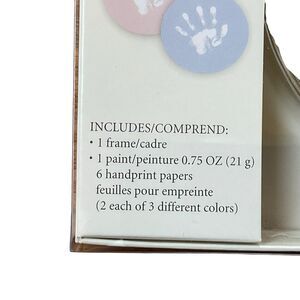 INCLUDES/COMPREND:
• 1 frame/cadre
• 1 paint/peinture 0.75 OZ (21 g)
6 handprint papers
feuilles pour empreinte
(2 each of 3 different colors)